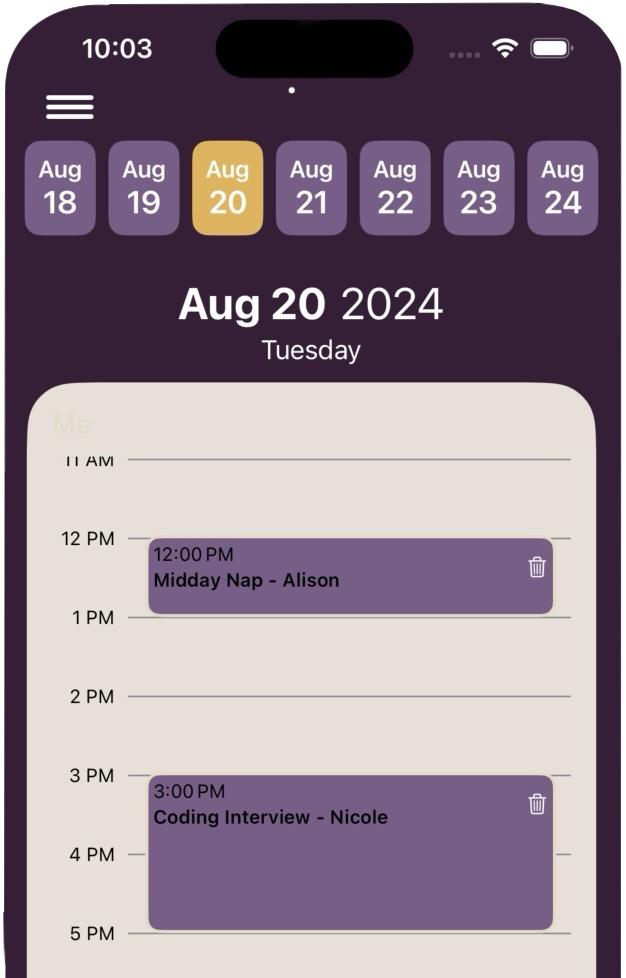 10:03
Aug 18
Aug 19
Aug 20
Aug 21
Aug 22
Aug 23
Aug 24
Aug 20 2024
Tuesday
Me
11 AM
12 PM
12:00 PM
Midday Nap - Alison
1 PM
2 PM
3 PM
3:00 PM
Coding Interview - Nicole
4 PM
5 PM